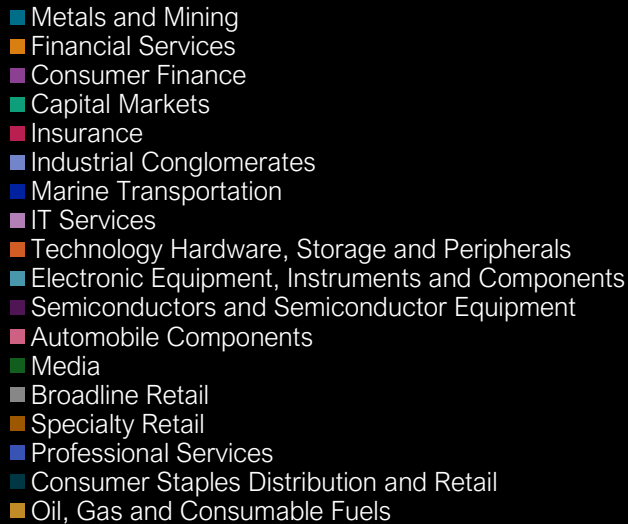 Metals and Mining
Financial Services
Consumer Finance
Capital Markets
Insurance
Industrial Conglomerates
Marine Transportation
IT Services
Technology Hardware, Storage and Peripherals
Electronic Equipment, Instruments and Components
Semiconductors and Semiconductor Equipment
Automobile Components
Media
Broadline Retail
Specialty Retail
Professional Services
Consumer Staples Distribution and Retail
Oil, Gas and Consumable Fuels